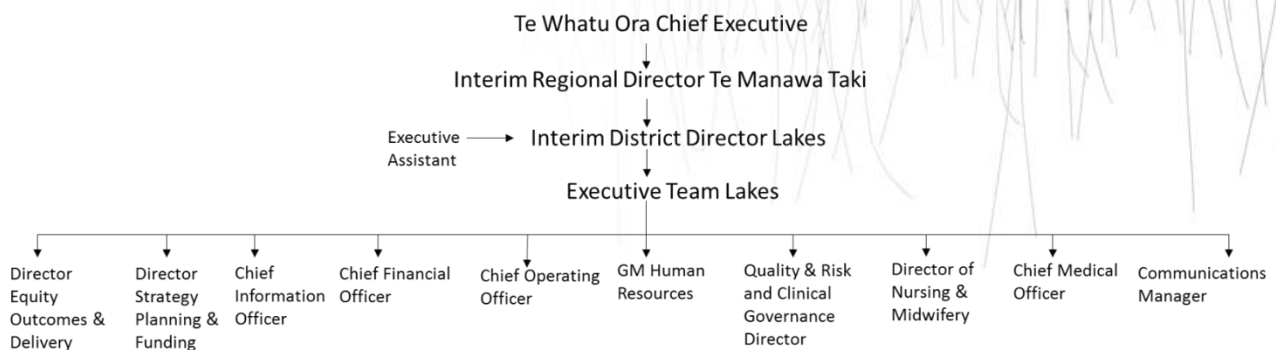 Te Whatu Ora Chief Executive
Interim Regional Director Te Manawa Taki
Executive
Assistant
Interim District Director Lakes
Executive Team Lakes
Director
Equity
Outcomes &
Delivery
Director
Strategy
Planning &
Funding
Chief
Information
Officer
Chief Financial
Officer
Chief Operating
Officer
GM Human
Resources
Quality & Risk
and Clinical
Governance
Director
Director of
Nursing &
Midwifery
Chief Medical
Officer
Communications
Manager